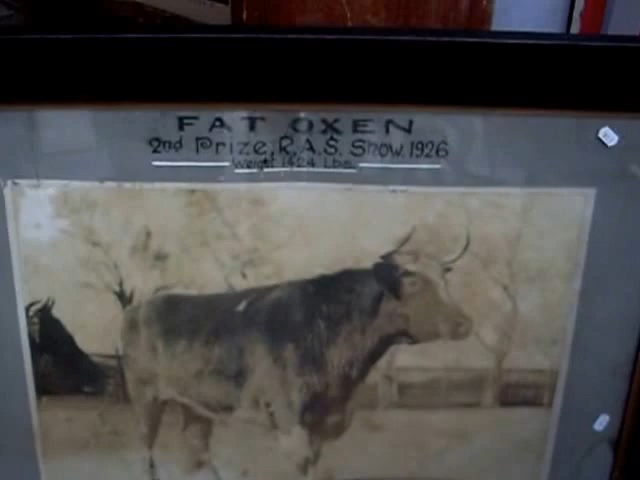 FAT OXEN
2nd Prize, R.A.S. Show. 1926
Weight 1424 Lbs.